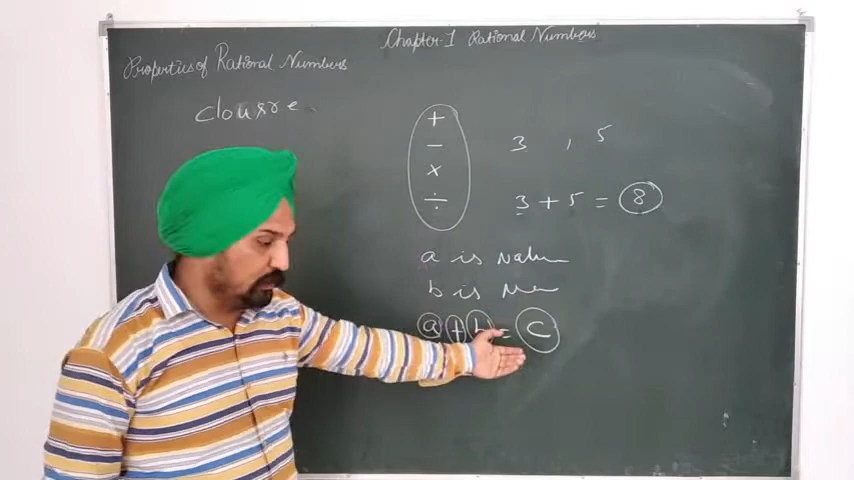 Chapter-1 Rational Numbers
Properties of Rational Numbers
clousre
+
−
×
÷
3 , 5
3 + 5 = 8
a is
b is
a + b = c